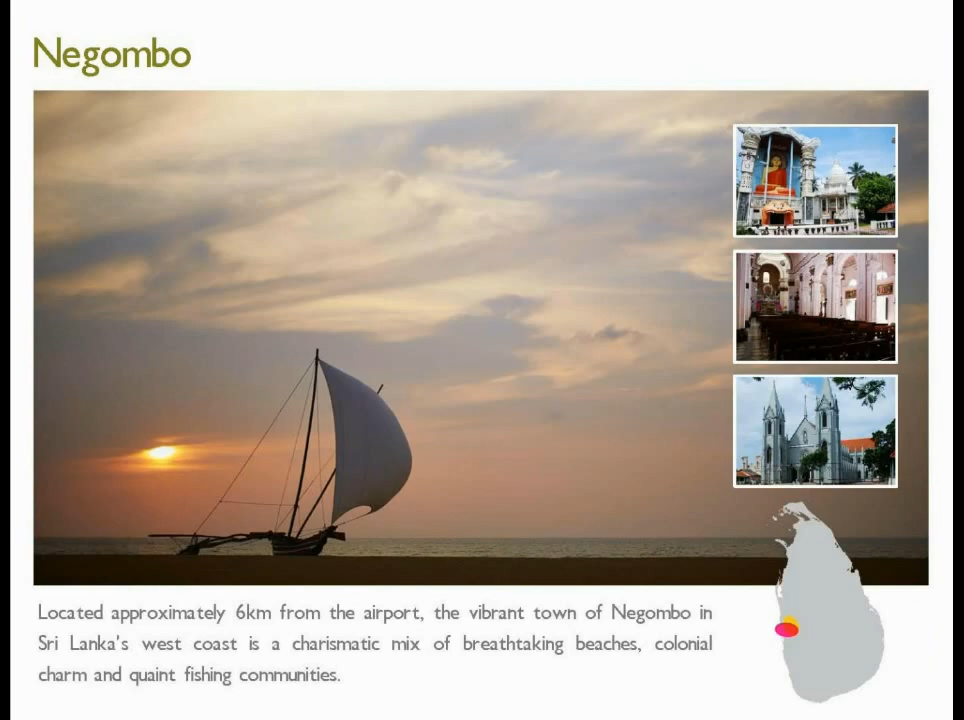 Negombo
Located approximately 6km from the airport, the vibrant town of Negombo in
Sri Lanka's west coast is a charismatic mix of breathtaking beaches, colonial
charm and quaint fishing communities.